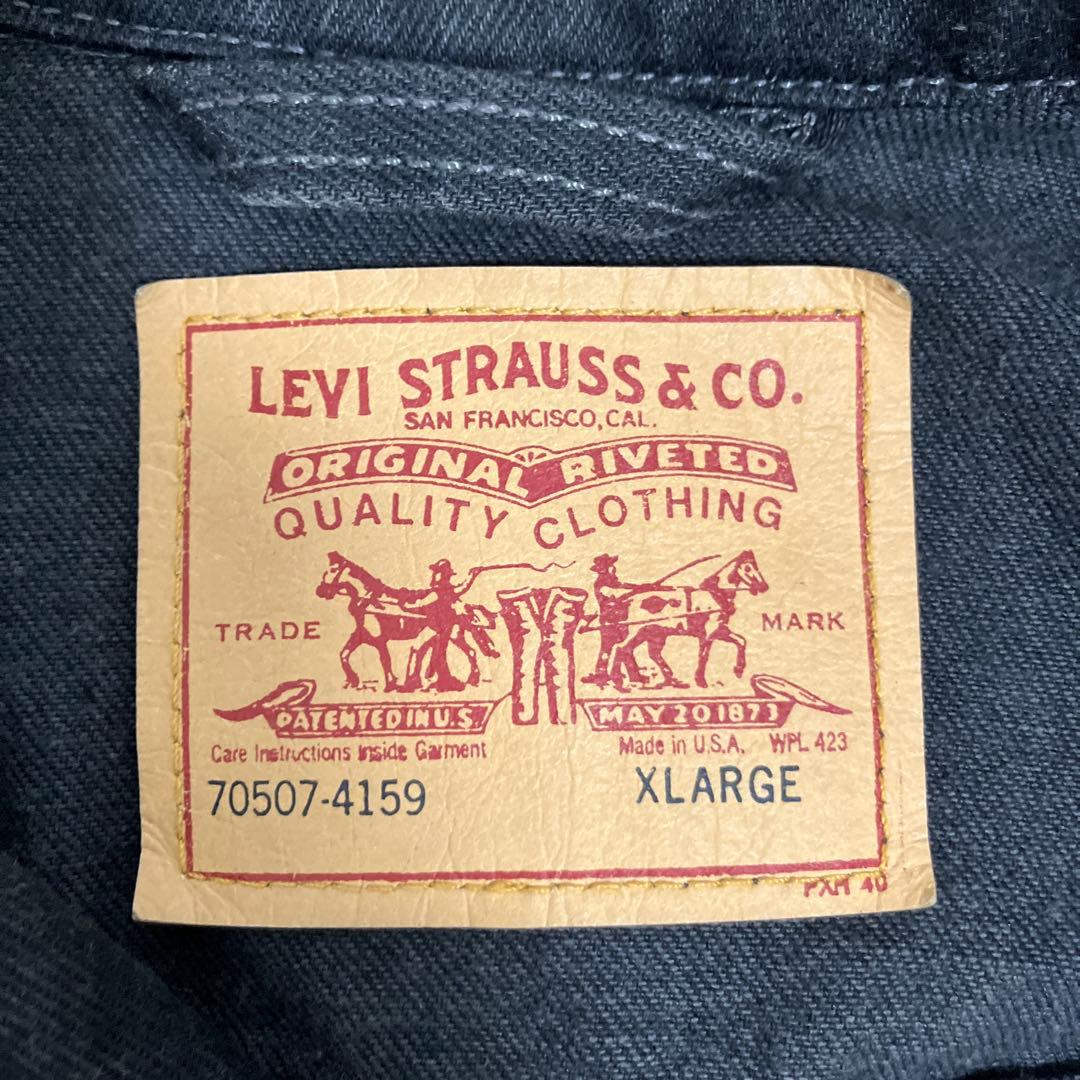 LEVI STRAUSS & CO.
SAN FRANCISCO, CAL.
ORIGINAL RIVETED
QUALITY CLOTHING
TRADE MARK
PATENTED IN U.S. MAY 20 1873
Care Instructions Inside Garment Made in U.S.A. WPL 423
70507-4159 XLARGE